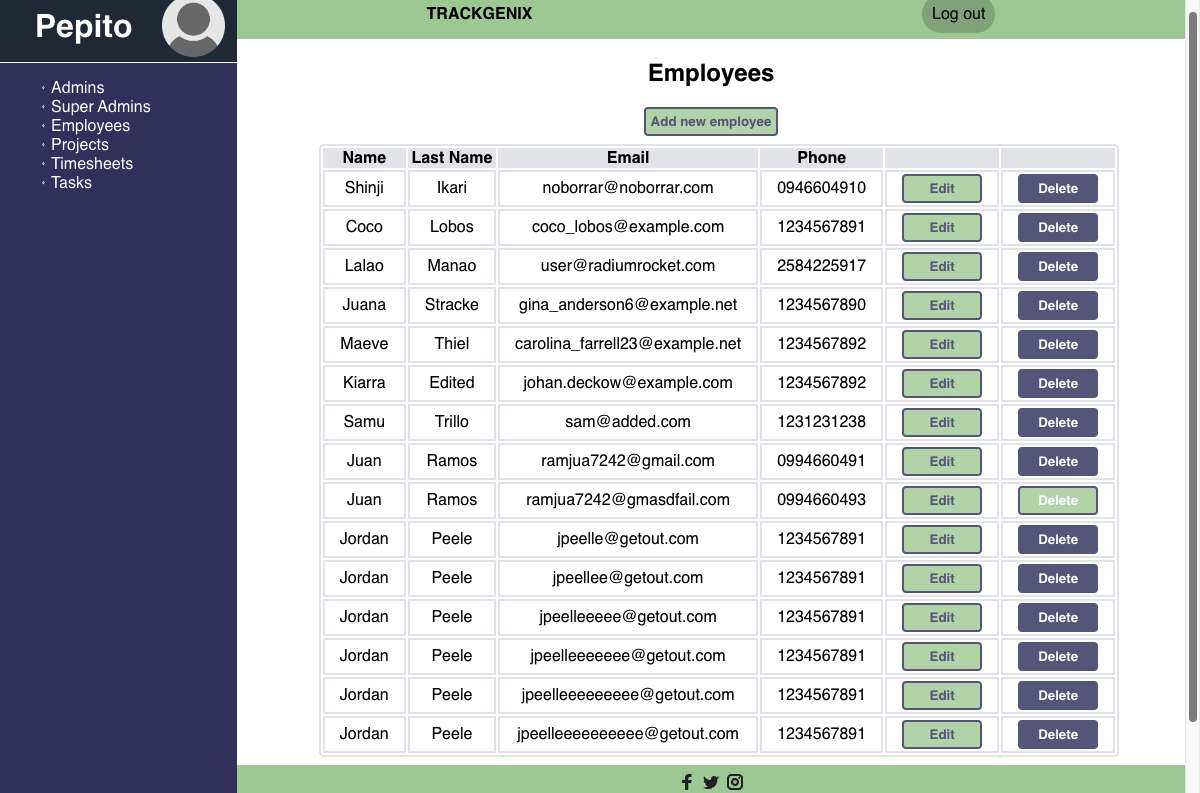 Pepito
TRACKGENIX
Log out
Admins
Super Admins
Employees
Projects
Timesheets
Tasks
Employees
Add new employee
Name Last Name Email Phone
Shinji Ikari noborrar@noborrar.com 0946604910 Edit Delete
Coco Lobos coco_lobos@example.com 1234567891 Edit Delete
Lalao Manao user@radiumrocket.com 2584225917 Edit Delete
Juana Stracke gina_anderson6@example.net 1234567890 Edit Delete
Maeve Thiel carolina_farrell23@example.net 1234567892 Edit Delete
Kiarra Edited johan.deckow@example.com 1234567892 Edit Delete
Samu Trillo sam@added.com 1231231238 Edit Delete
Juan Ramos ramjua7242@gmail.com 0994660491 Edit Delete
Juan Ramos ramjua7242@gmasdfail.com 0994660493 Edit Delete
Jordan Peele jpeelle@getout.com 1234567891 Edit Delete
Jordan Peele jpeellee@getout.com 1234567891 Edit Delete
Jordan Peele jpeelleeeee@getout.com 1234567891 Edit Delete
Jordan Peele jpeelleeeeeee@getout.com 1234567891 Edit Delete
Jordan Peele jpeelleeeeeeeee@getout.com 1234567891 Edit Delete
Jordan Peele jpeelleeeeeeeeee@getout.com 1234567891 Edit Delete